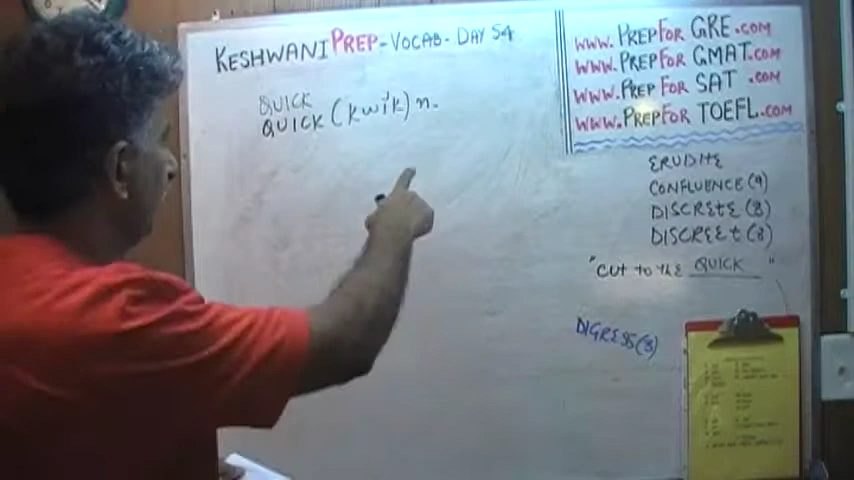 KESHWANI PREP - VOCAB - DAY 54
QUICK
QUICK (kwik) n.
www. PREPFOR GRE .com
www. PREPFOR GMAT.com
www. PREP FOR SAT .com
www. PREPFOR TOEFL.com
ERUDITE
CONFLUENCE (9)
DISCRETE (8)
DISCREET (8)
"CUT TO THE QUICK"
DIGRESS (3)